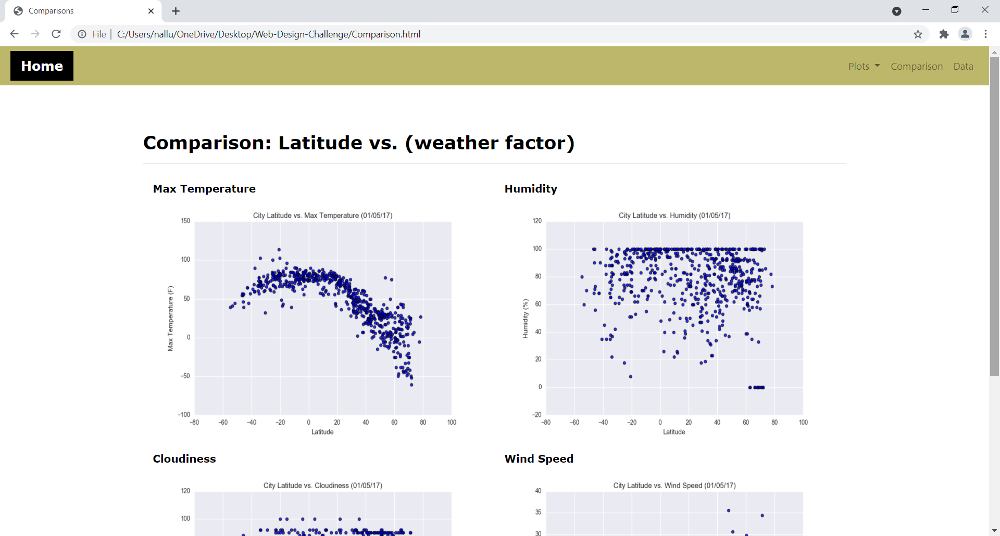 Comparisons
File
C:/Users/nallu/OneDrive/Desktop/Web-Design-Challenge/Comparison.html
Home
Plots
Comparison
Data
Comparison: Latitude vs. (weather factor)
Max Temperature
City Latitude vs. Max Temperature (01/05/17)
150
100
50
0
−50
−100
Max Temperature (F)
−80 −60 −40 −20 0 20 40 60 80 100
Latitude
Humidity
City Latitude vs. Humidity (01/05/17)
120
100
80
60
40
20
0
−20
Humidity (%)
−80 −60 −40 −20 0 20 40 60 80 100
Latitude
Cloudiness
City Latitude vs. Cloudiness (01/05/17)
120
100
Wind Speed
City Latitude vs. Wind Speed (01/05/17)
40
35
30